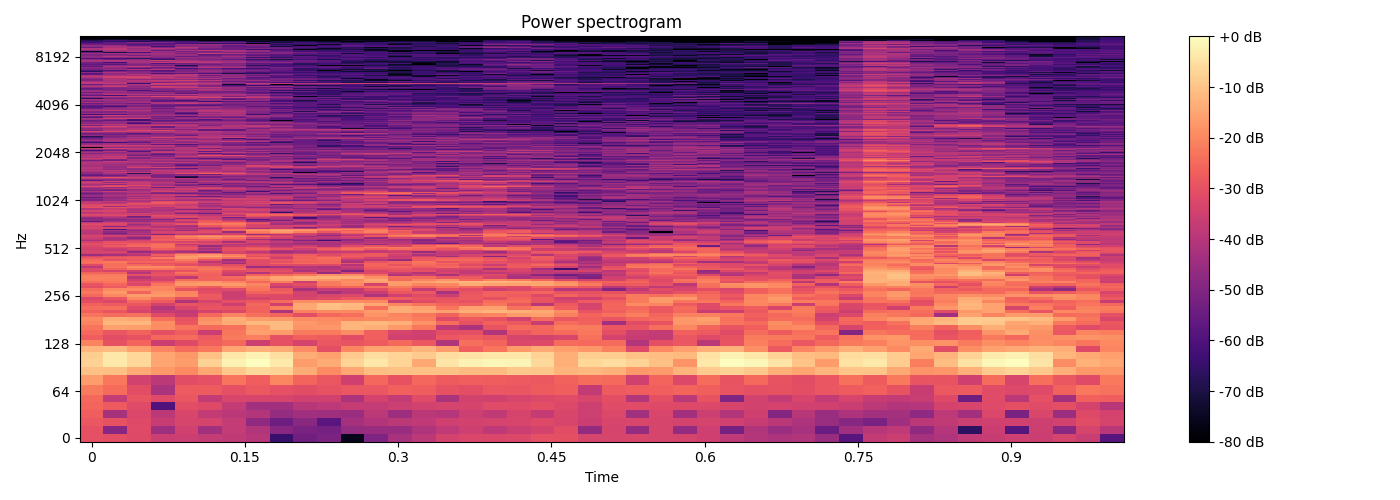 Power spectrogram
Hz
8192
4096
2048
1024
512
256
128
64
0
0
0.15
0.3
0.45
0.6
0.75
0.9
Time
+0 dB
-10 dB
-20 dB
-30 dB
-40 dB
-50 dB
-60 dB
-70 dB
-80 dB